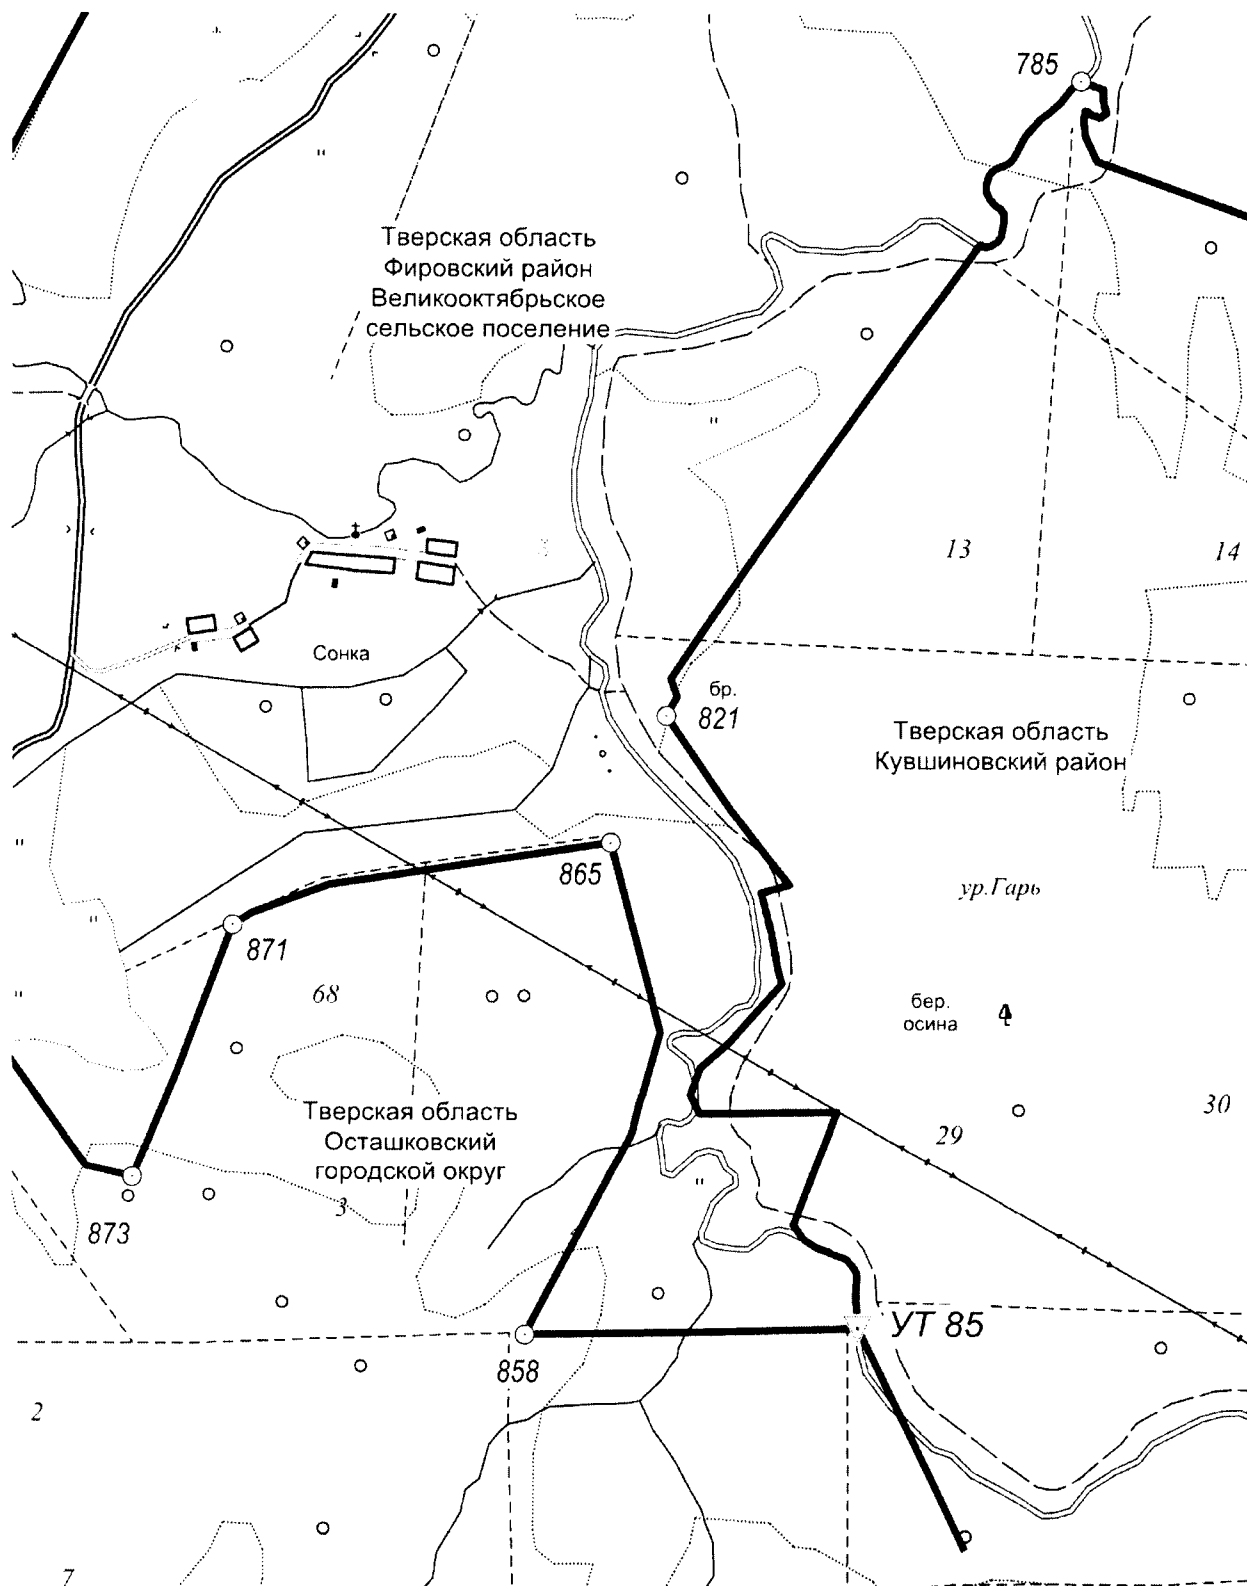 785
Тверская область
Фировский район
Великооктябрьское
сельское поселение
13
14
Сонка
бр.
821
Тверская область
Кувшиновский район
865
ур.Гарь
871
68
бер.
осина
Тверская область
Осташковский
городской округ
29
30
3
873
УТ 85
858
2
7